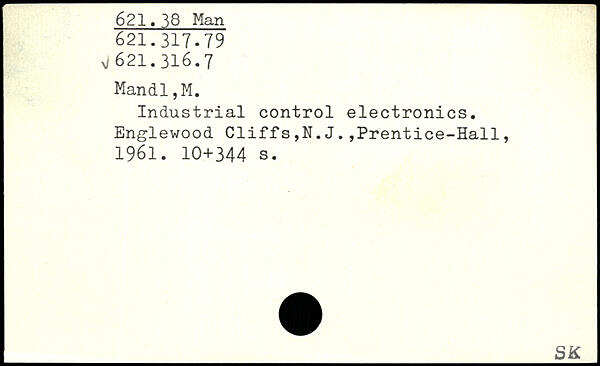 621.38 Man
621.317.79
√621.316.7
Mandl,M.
Industrial control electronics.
Englewood Cliffs,N.J.,Prentice-Hall,
1961. 10+344 s.
SK